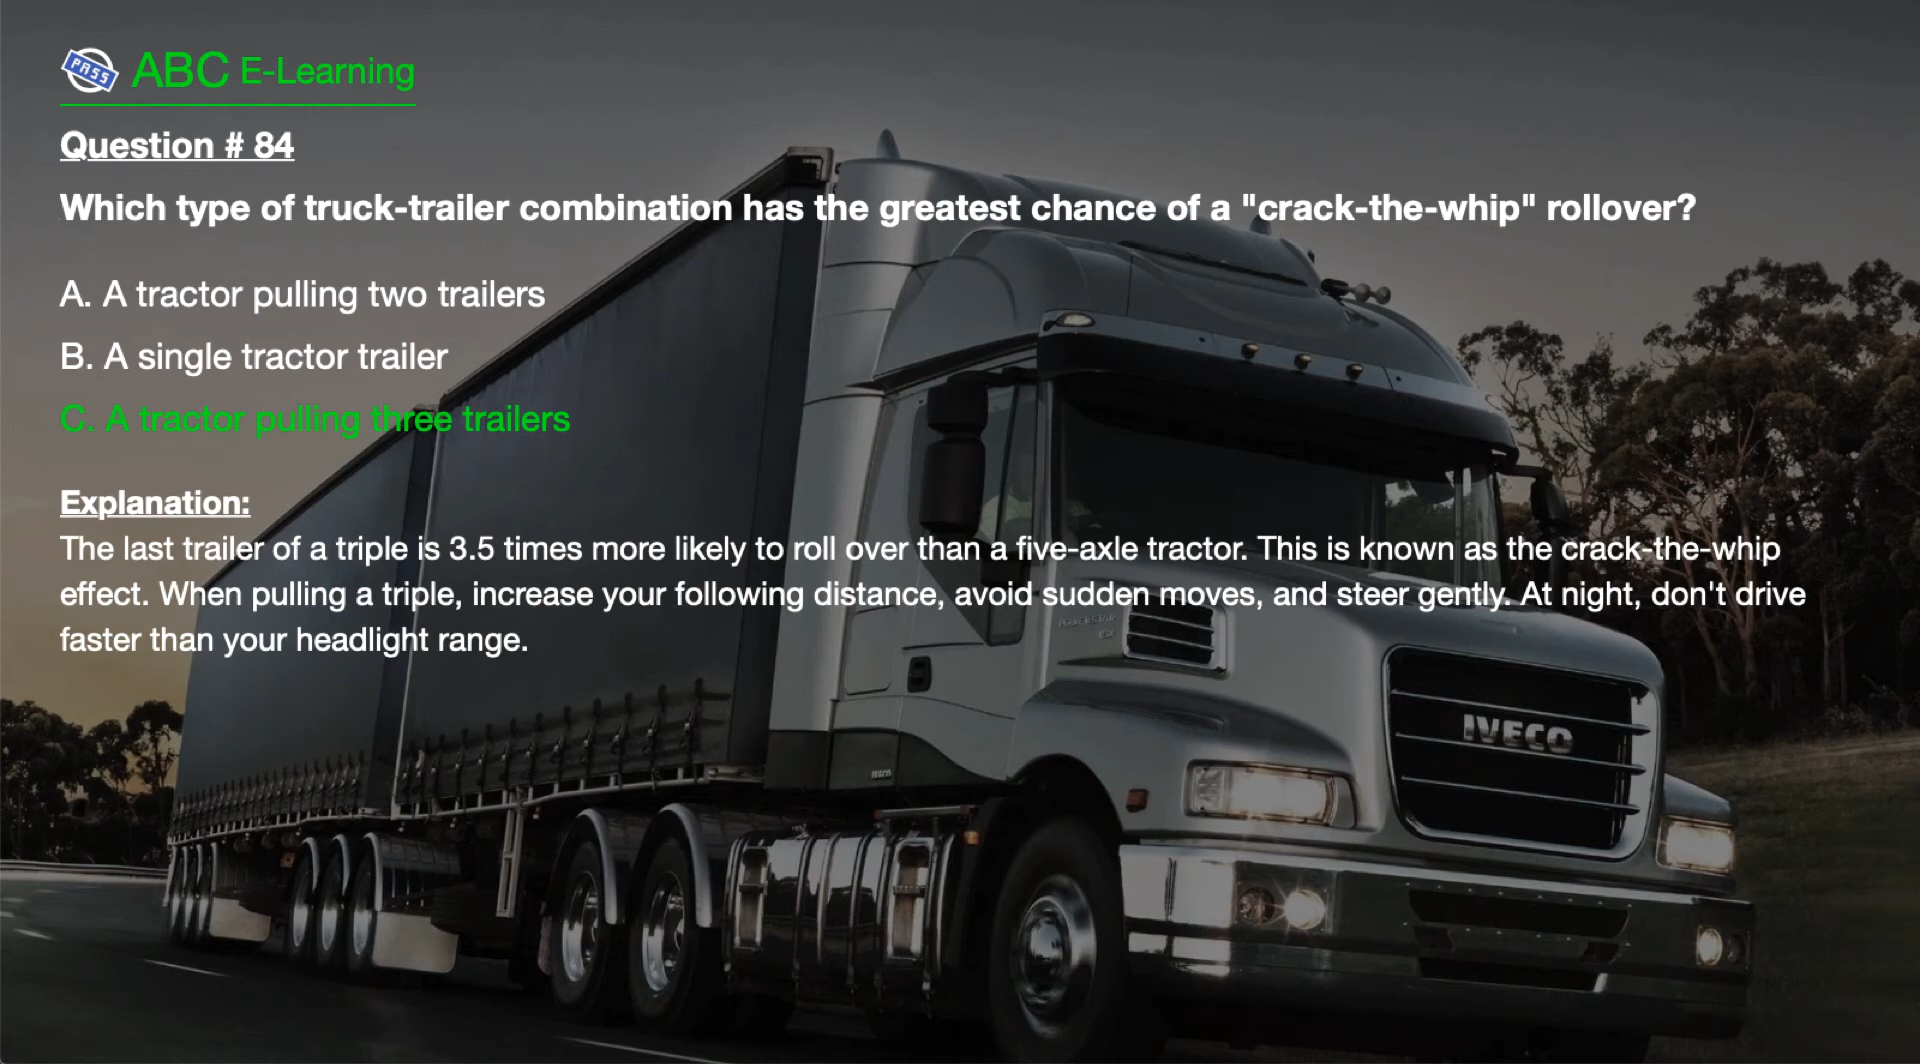 PASS ABC E-Learning
Question # 84
Which type of truck-trailer combination has the greatest chance of a "crack-the-whip" rollover?
A. A tractor pulling two trailers
B. A single tractor trailer
C. A tractor pulling three trailers
Explanation:
The last trailer of a triple is 3.5 times more likely to roll over than a five-axle tractor. This is known as the crack-the-whip
effect. When pulling a triple, increase your following distance, avoid sudden moves, and steer gently. At night, don't drive
faster than your headlight range.
IVECO
IVECO